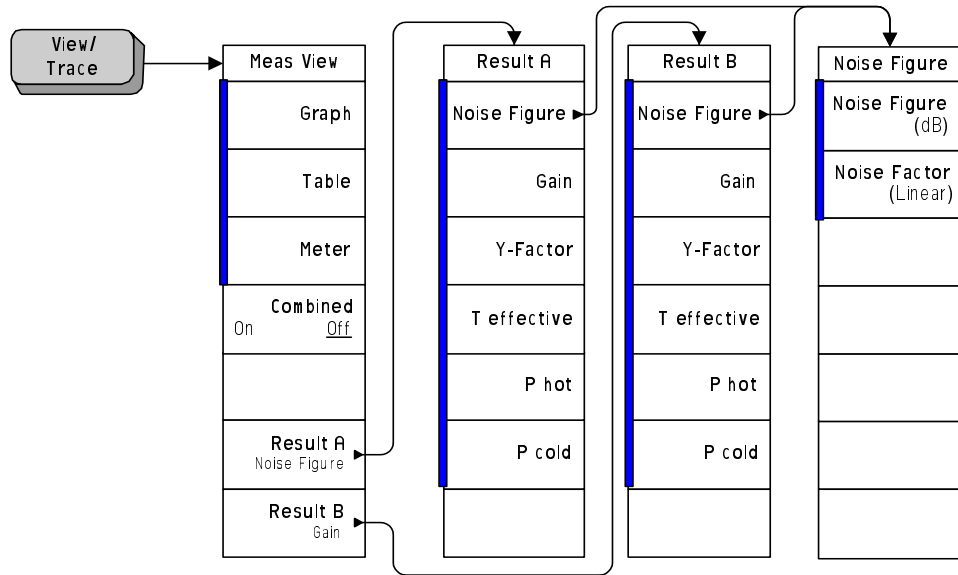 View/
Trace
Meas View
Graph
Table
Meter
Combined
On Off
Result A
Noise Figure
Result B
Gain
Result A
Noise Figure
Gain
Y-Factor
T effective
P hot
P cold
Result B
Noise Figure
Gain
Y-Factor
T effective
P hot
P cold
Noise Figure
Noise Figure
(dB)
Noise Factor
(Linear)